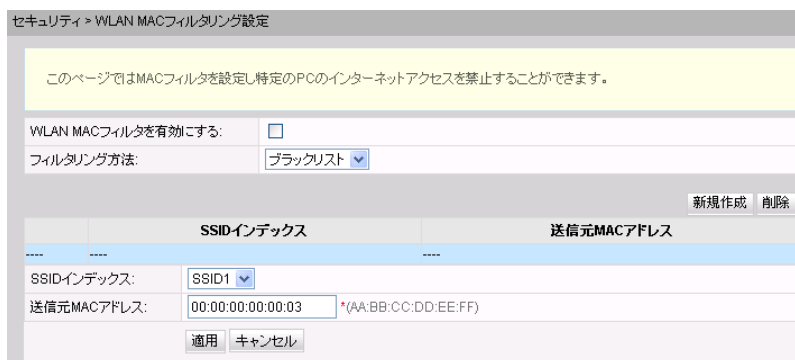 セキュリティ > WLAN MACフィルタリング設定
このページではMACフィルタを設定し特定のPCのインターネットアクセスを禁止することができます。
WLAN MACフィルタを有効にする:
フィルタリング方法: ブラックリスト
新規作成 削除
SSIDインデックス 送信元MACアドレス
---- ---- ----
SSIDインデックス: SSID1
送信元MACアドレス: 00:00:00:00:00:03 *(AA:BB:CC:DD:EE:FF)
適用 キャンセル